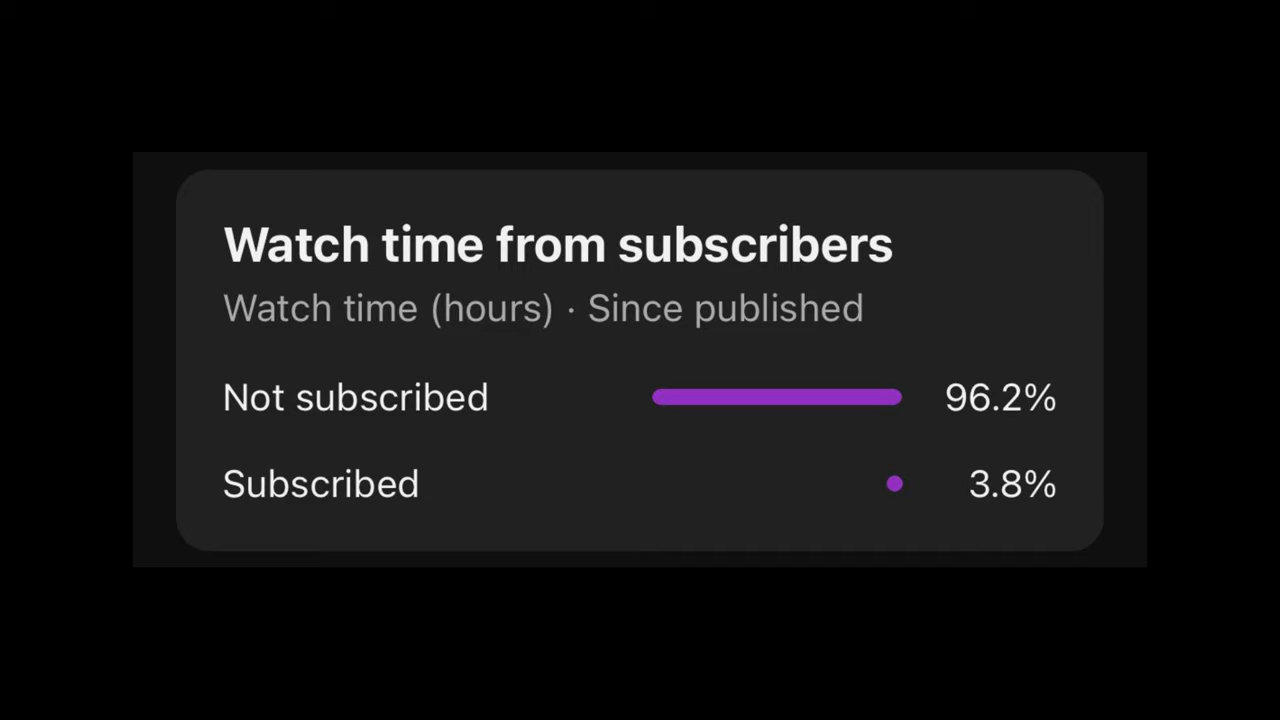 Watch time from subscribers
Watch time (hours) · Since published
Not subscribed 96.2%
Subscribed 3.8%